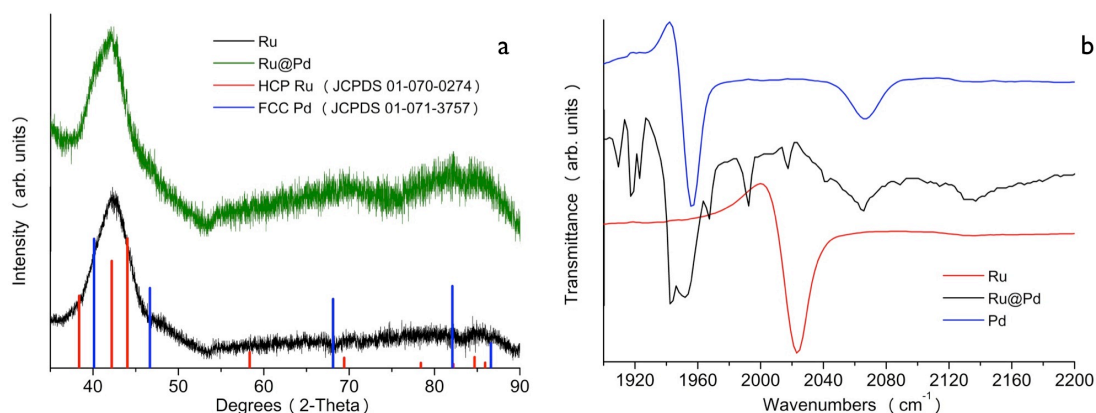 a
Ru
Ru@Pd
HCP Ru ( JCPDS 01-070-0274)
FCC Pd ( JCPDS 01-071-3757)
Intensity ( arb. units)
40 50 60 70 80 90
Degrees ( 2-Theta)
b
Transmittance ( arb. units)
Ru
Ru@Pd
Pd
1920 1960 2000 2040 2080 2120 2160 2200
Wavenumbers (cm-1)